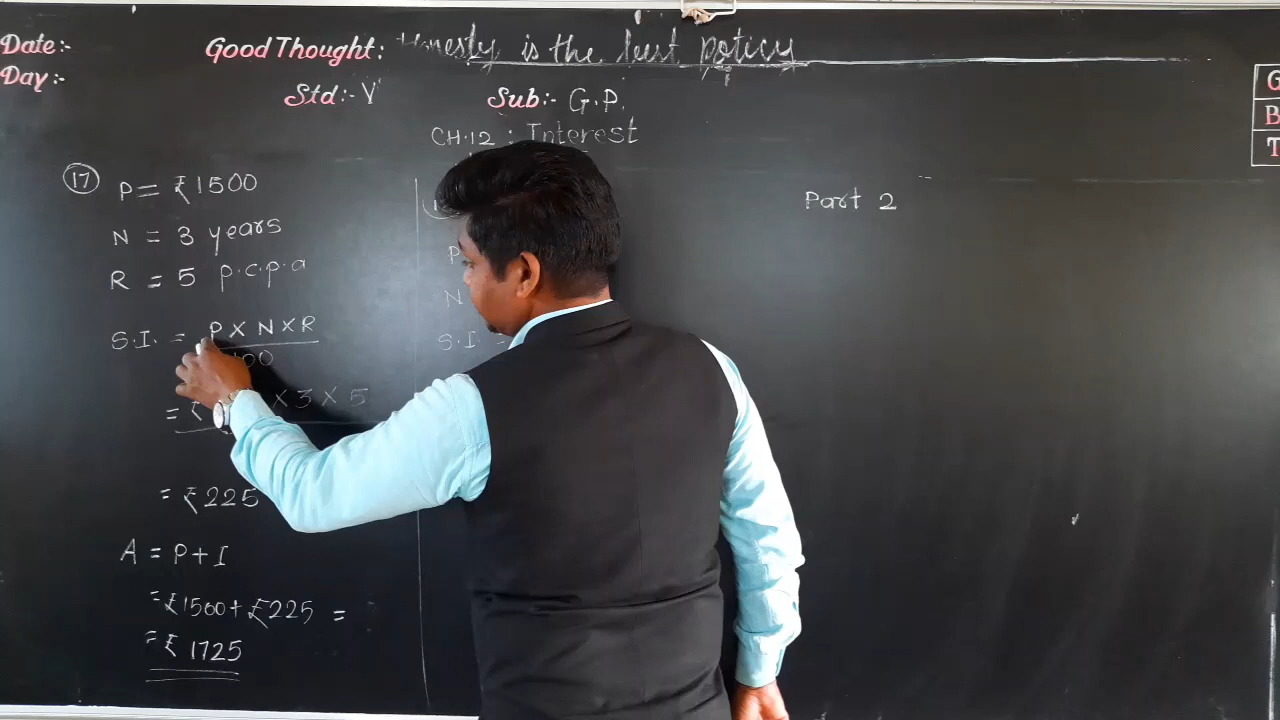 Date:-
Day:-
Good Thought: Honesty is the best policy
Std:- V
Sub:- G.P.
CH.12 : Interest
17
P = ₹1500
N = 3 years
R = 5 p.c.p.a
S.I. = P × N × R
100
= ₹ × 3 × 5
= ₹225
A = P + I
= ₹1500 + ₹225 =
= ₹ 1725
P
N
S.I. =
Part 2
G
B
T